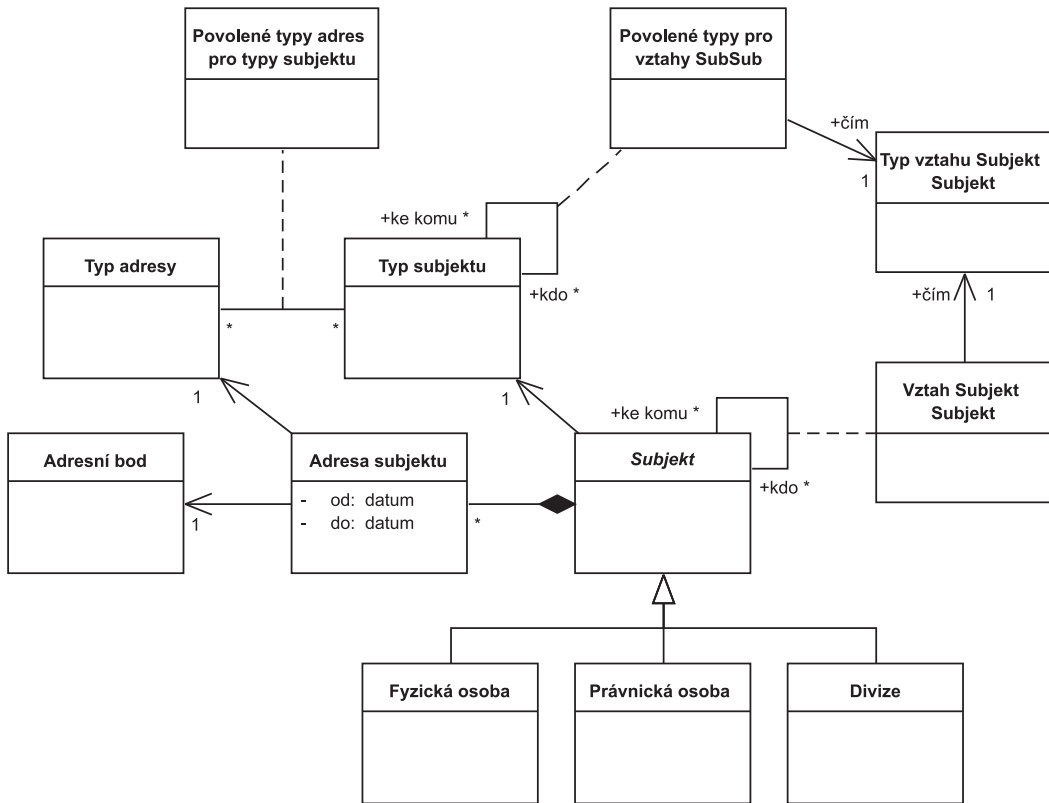 Povolené typy adres
pro typy subjektu
Povolené typy pro
vztahy SubSub
+čím
1
Typ vztahu Subjekt
Subjekt
+ke komu *
+kdo *
Typ adresy
*
*
Typ subjektu
+čím
1
1
1
Vztah Subjekt
Subjekt
+ke komu *
+kdo *
Adresní bod
1
Adresa subjektu
- od: datum
- do: datum
*
Subjekt
Fyzická osoba
Právnická osoba
Divize